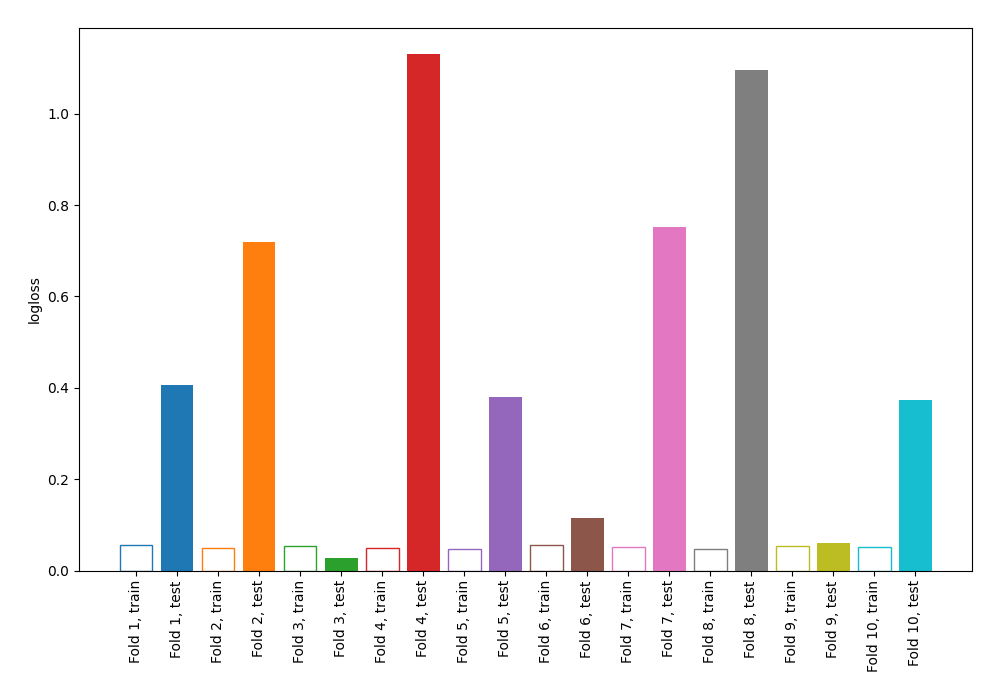 1.0
0.8
0.6
0.4
0.2
0.0
logloss
Fold 1, train
Fold 1, test
Fold 2, train
Fold 2, test
Fold 3, train
Fold 3, test
Fold 4, train
Fold 4, test
Fold 5, train
Fold 5, test
Fold 6, train
Fold 6, test
Fold 7, train
Fold 7, test
Fold 8, train
Fold 8, test
Fold 9, train
Fold 9, test
Fold 10, train
Fold 10, test